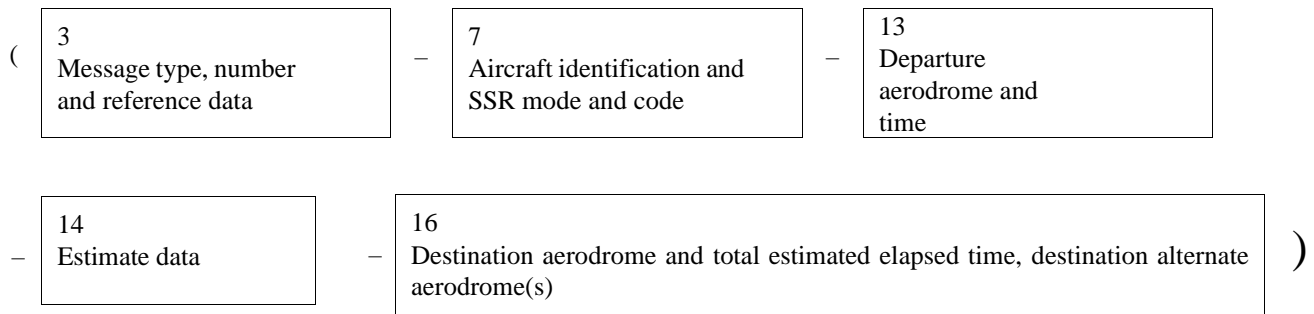 (
3
Message type, number
and reference data
–
7
Aircraft identification and
SSR mode and code
–
13
Departure
aerodrome and
time
–
14
Estimate data
–
16
Destination aerodrome and total estimated elapsed time, destination alternate
aerodrome(s)
)